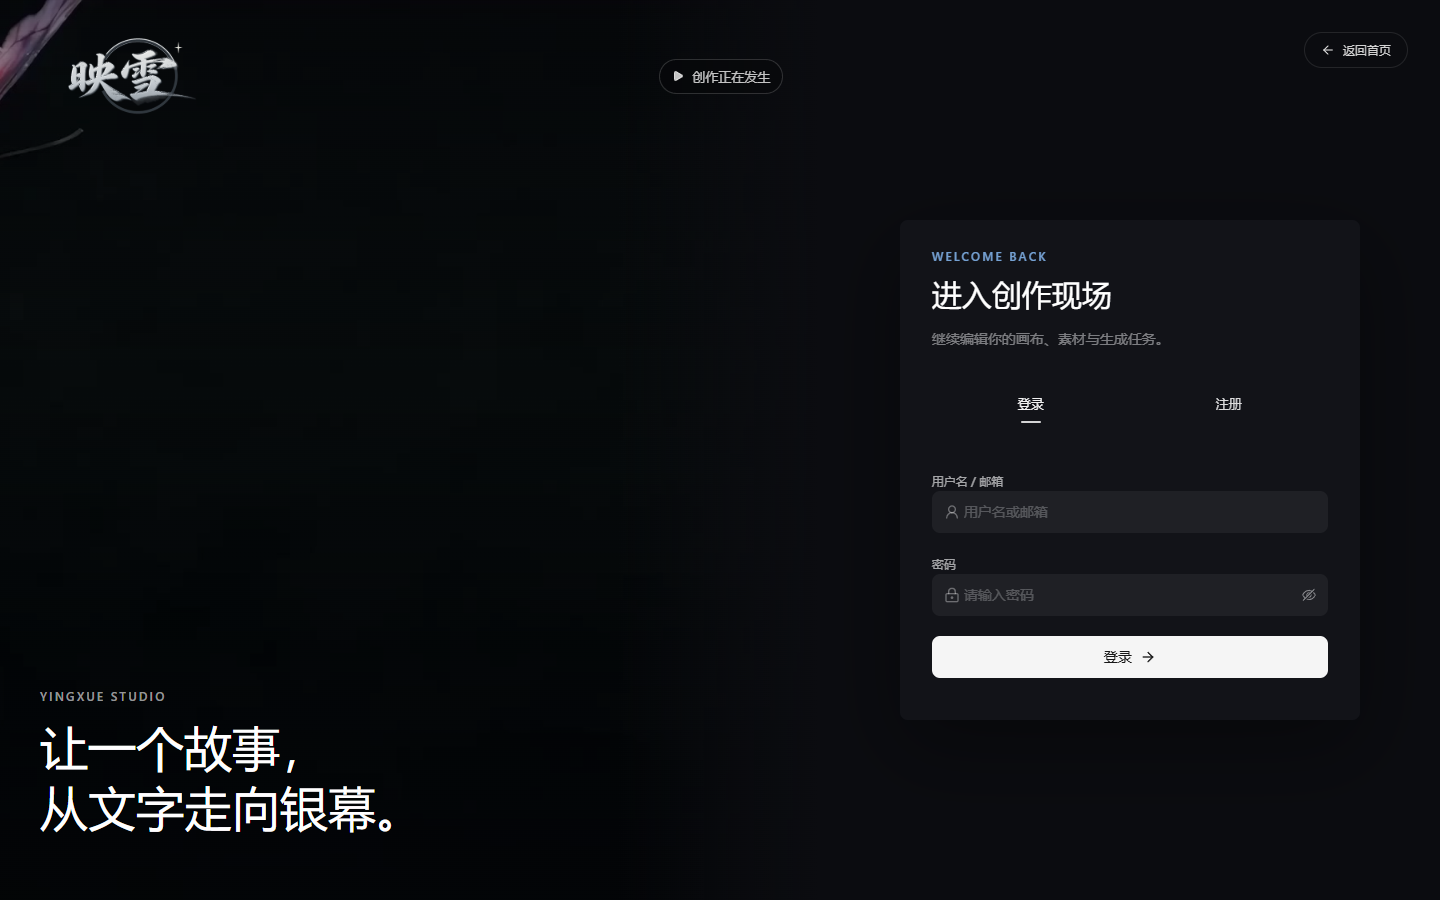 映雪
创作正在发生
返回首页
WELCOME BACK
进入创作现场
继续编辑你的画布、素材与生成任务。
登录
注册
用户名 / 邮箱
用户名或邮箱
密码
请输入密码
登录
YINGXUE STUDIO
让一个故事，
从文字走向银幕。